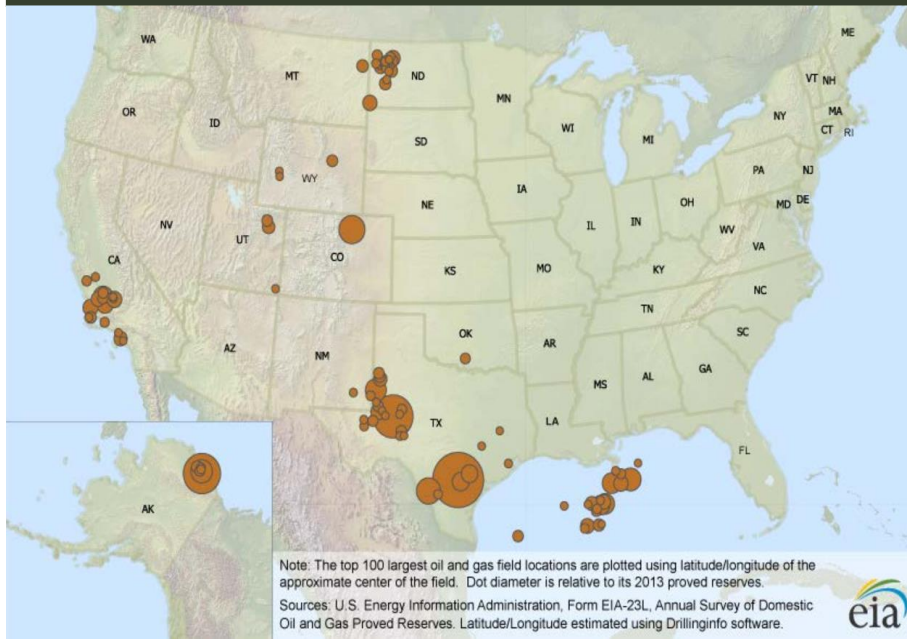 WA
ME
MT
ND
VT NH
MN
OR
NY
MA
ID
WI
MI
CT RI
SD
WY
PA
NJ
IA
NE
OH
MD DE
NV
IL
IN
UT
WV
CO
VA
CA
KS
MO
KY
NC
TN
OK
AZ
NM
AR
SC
MS
AL
GA
TX
LA
FL
AK
Note: The top 100 largest oil and gas field locations are plotted using latitude/longitude of the
approximate center of the field. Dot diameter is relative to its 2013 proved reserves.
Sources: U.S. Energy Information Administration, Form EIA-23L, Annual Survey of Domestic
Oil and Gas Proved Reserves. Latitude/Longitude estimated using Drillinginfo software.
eia